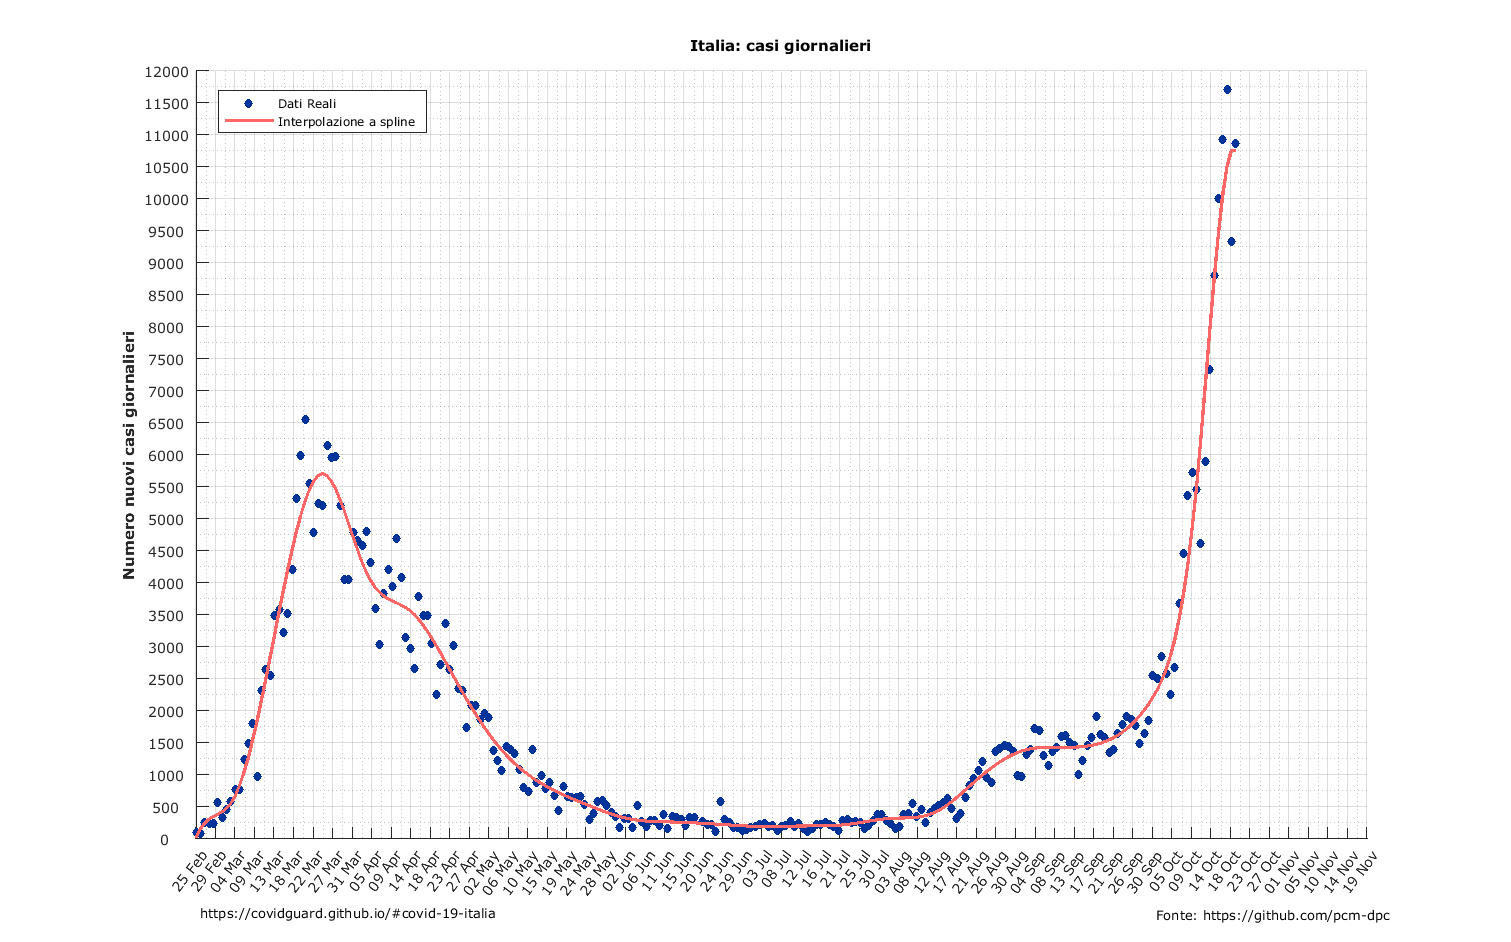 Italia: casi giornalieri
Dati Reali
Interpolazione a spline
Numero nuovi casi giornalieri
12000
11500
11000
10500
10000
9500
9000
8500
8000
7500
7000
6500
6000
5500
5000
4500
4000
3500
3000
2500
2000
1500
1000
500
0
25 Feb
29 Feb
04 Mar
09 Mar
13 Mar
18 Mar
22 Mar
27 Mar
31 Mar
05 Apr
09 Apr
14 Apr
18 Apr
23 Apr
27 Apr
02 May
06 May
10 May
15 May
19 May
24 May
28 May
02 Jun
06 Jun
11 Jun
15 Jun
20 Jun
24 Jun
29 Jun
03 Jul
08 Jul
12 Jul
16 Jul
21 Jul
25 Jul
30 Jul
03 Aug
08 Aug
12 Aug
17 Aug
21 Aug
26 Aug
30 Aug
04 Sep
08 Sep
13 Sep
17 Sep
21 Sep
26 Sep
30 Sep
05 Oct
09 Oct
14 Oct
18 Oct
23 Oct
27 Oct
01 Nov
05 Nov
10 Nov
14 Nov
19 Nov
https://covidguard.github.io/#covid-19-italia
Fonte: https://github.com/pcm-dpc